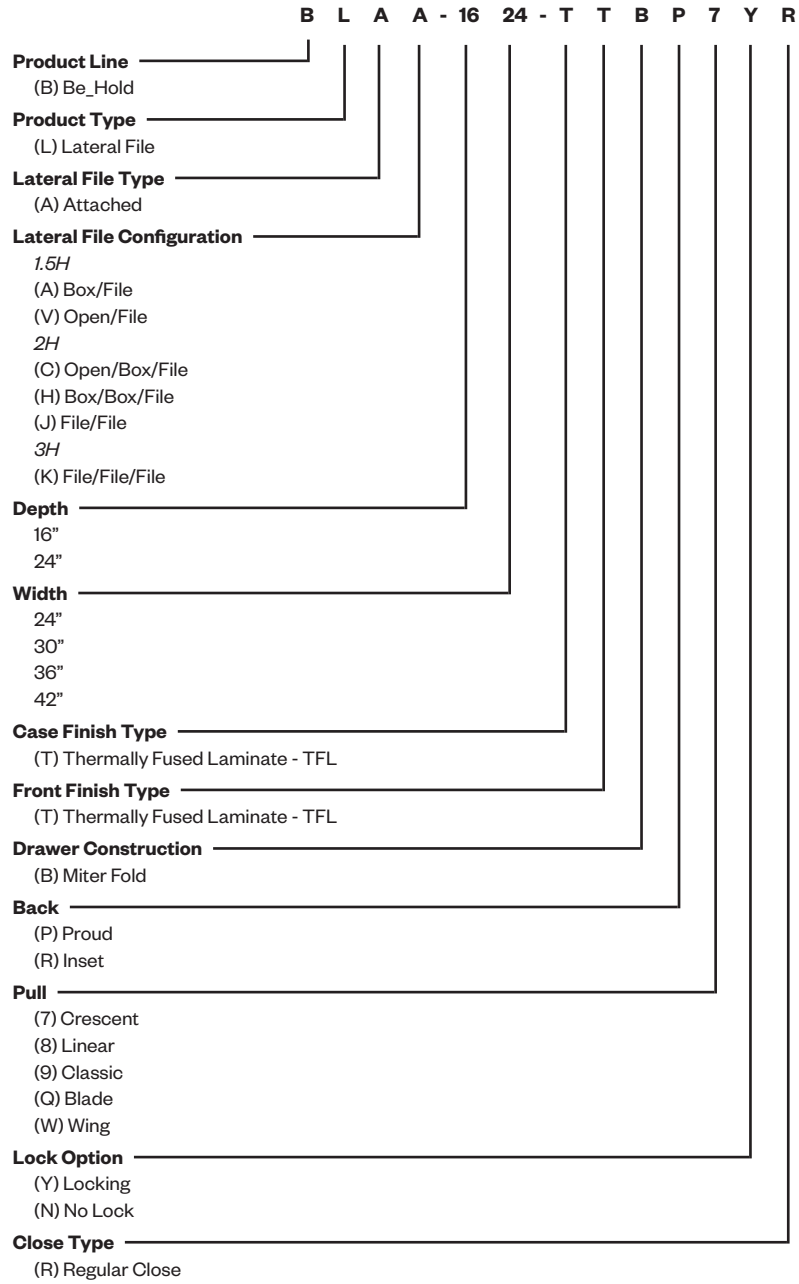 B L A A - 16 24 - T T B P 7 Y R
Product Line
(B) Be_Hold
Product Type
(L) Lateral File
Lateral File Type
(A) Attached
Lateral File Configuration
1.5H
(A) Box/File
(V) Open/File
2H
(C) Open/Box/File
(H) Box/Box/File
(J) File/File
3H
(K) File/File/File
Depth
16”
24”
Width
24”
30”
36”
42”
Case Finish Type
(T) Thermally Fused Laminate - TFL
Front Finish Type
(T) Thermally Fused Laminate - TFL
Drawer Construction
(B) Miter Fold
Back
(P) Proud
(R) Inset
Pull
(7) Crescent
(8) Linear
(9) Classic
(Q) Blade
(W) Wing
Lock Option
(Y) Locking
(N) No Lock
Close Type
(R) Regular Close